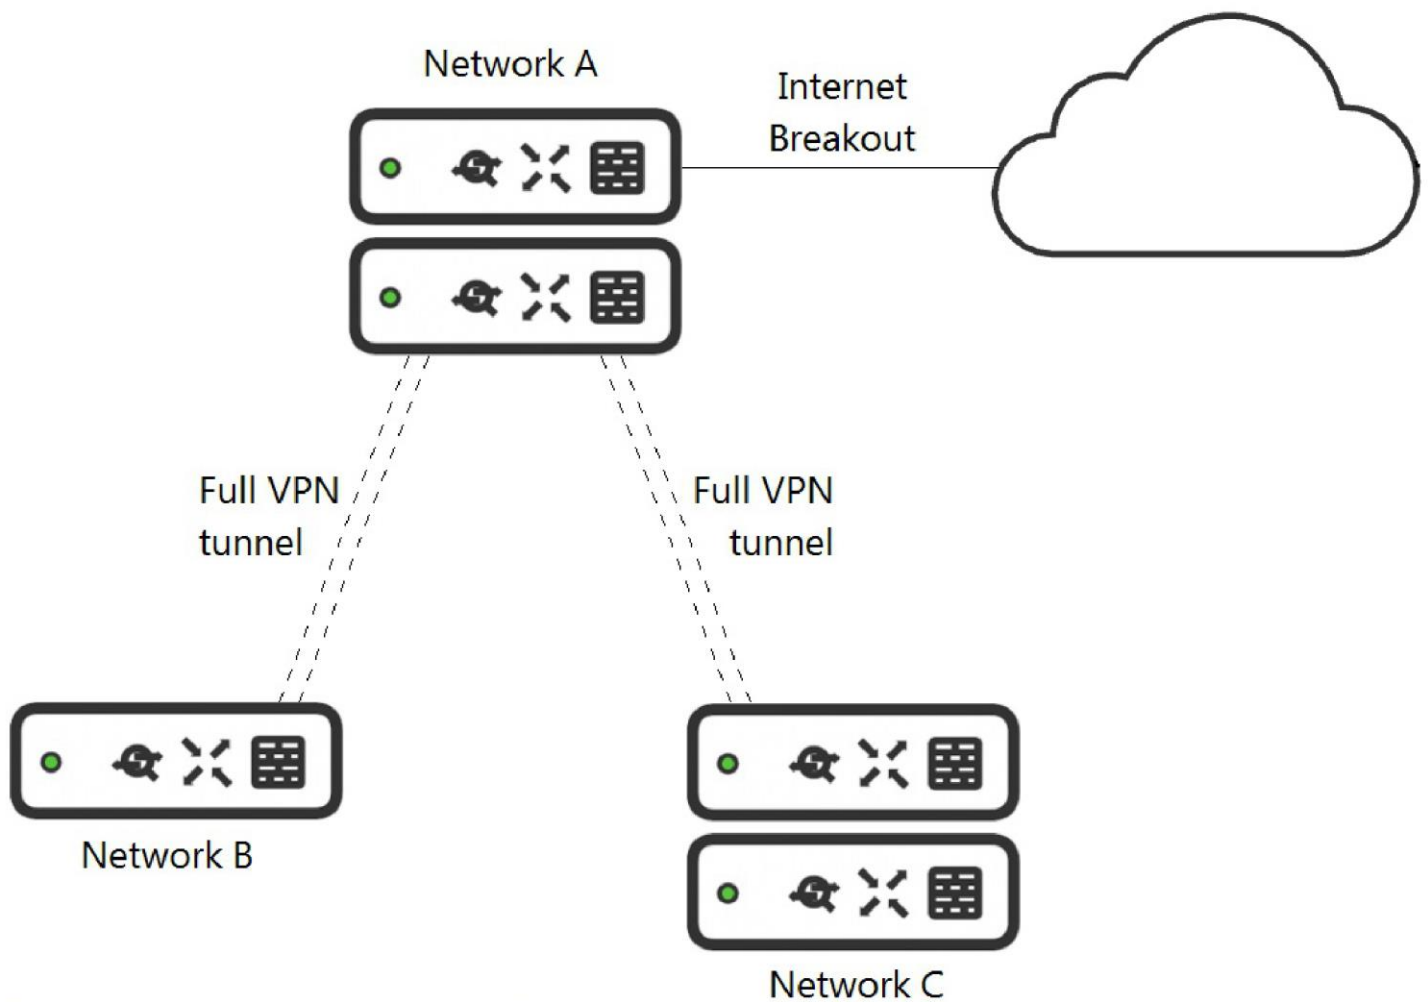 Network A
Internet
Breakout
Full VPN
tunnel
Full VPN
tunnel
Network B
Network C